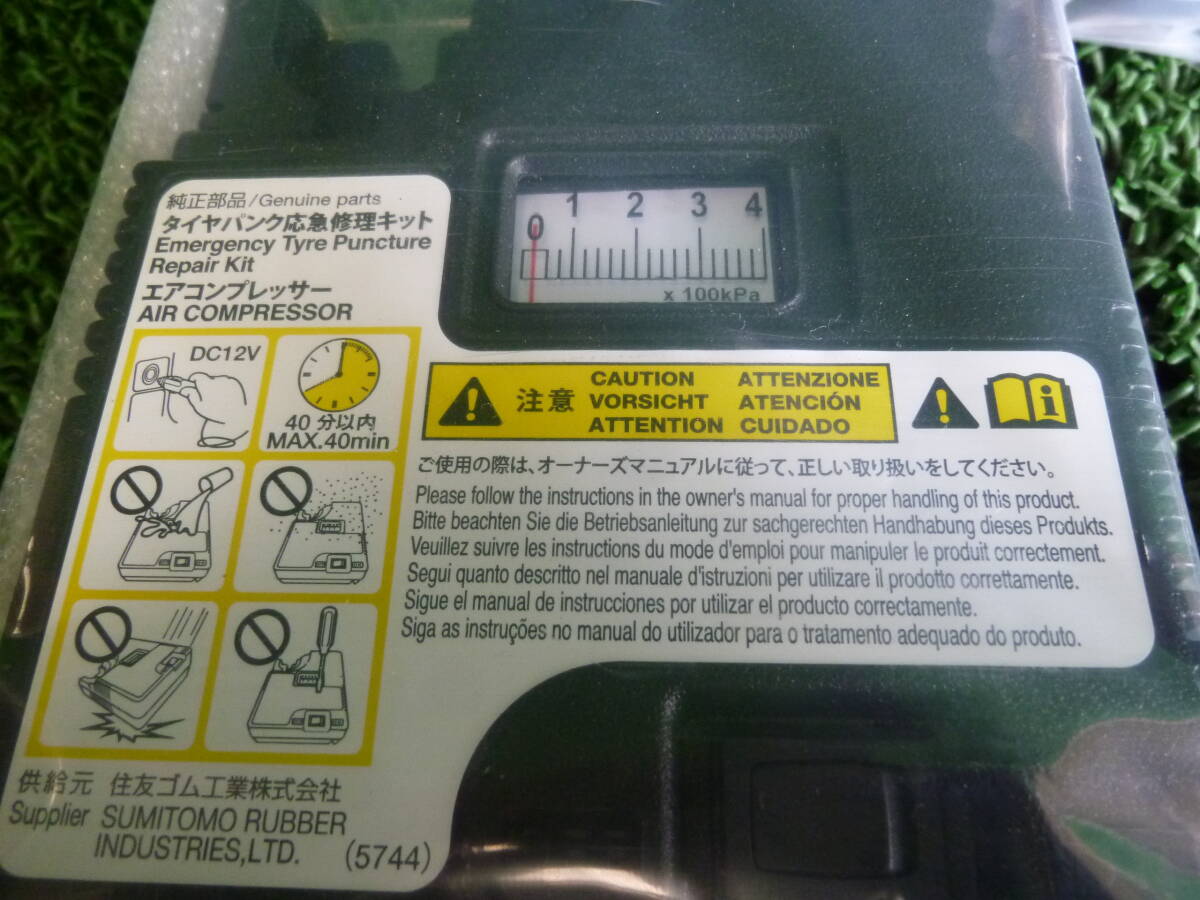 純正部品/Genuine parts
タイヤパンク応急修理キット
Emergency Tyre Puncture
Repair Kit
エアコンプレッサー
AIR COMPRESSOR
0 1 2 3 4
x 100kPa
DC12V
40分以内
MAX.40min
注意
CAUTION ATTENZIONE
VORSICHT ATENCIÓN
ATTENTION CUIDADO
ご使用の際は、オーナーズマニュアルに従って、正しい取り扱いをしてください。
Please follow the instructions in the owner's manual for proper handling of this product.
Bitte beachten Sie die Betriebsanleitung zur sachgerechten Handhabung dieses Produkts.
Veuillez suivre les instructions du mode d'emploi pour manipuler le produit correctement.
Segui quanto descritto nel manuale d'istruzioni per utilizzare il prodotto correttamente.
Sigue el manual de instrucciones por utilizar el producto correctamente.
Siga as instruções no manual do utilizador para o tratamento adequado do produto.
供給元 住友ゴム工業株式会社
Supplier SUMITOMO RUBBER
INDUSTRIES,LTD. (5744)